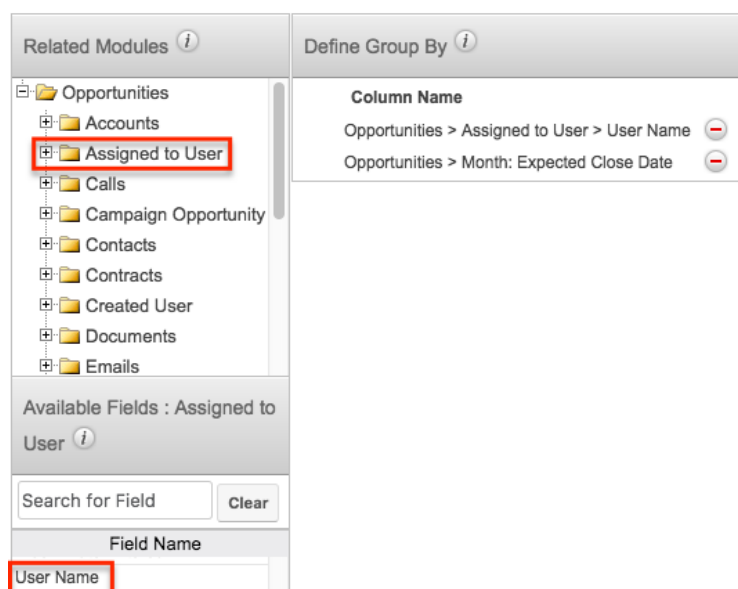 Related Modules i
Opportunities
Accounts
Assigned to User
Calls
Campaign Opportunity
Contacts
Contracts
Created User
Documents
Emails
Available Fields : Assigned to
User i
Search for Field Clear
Field Name
User Name
Define Group By i
Column Name
Opportunities > Assigned to User > User Name
Opportunities > Month: Expected Close Date